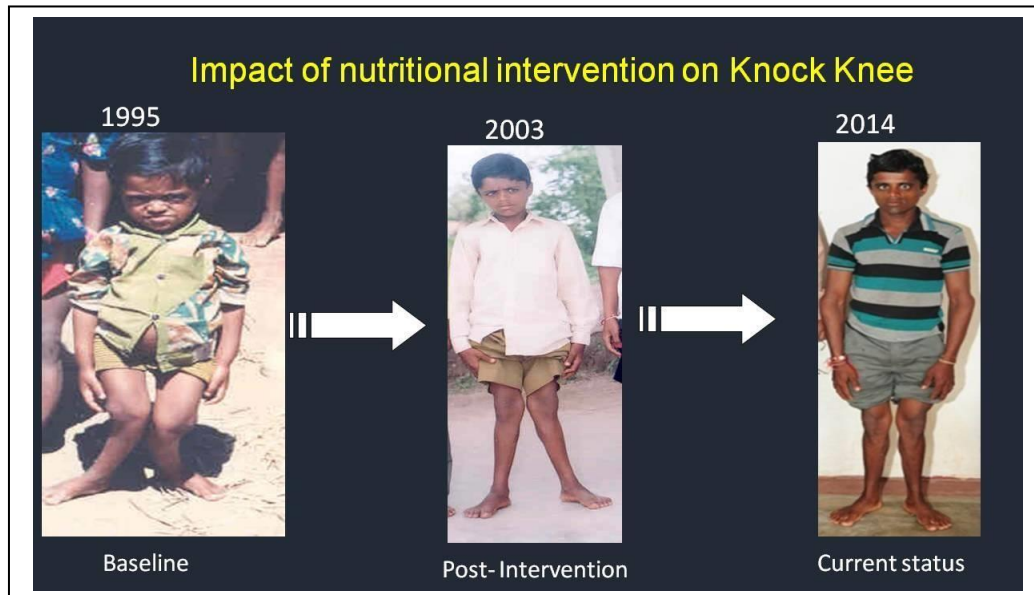 Impact of nutritional intervention on Knock Knee
1995
2003
2014
Baseline
Post- Intervention
Current status